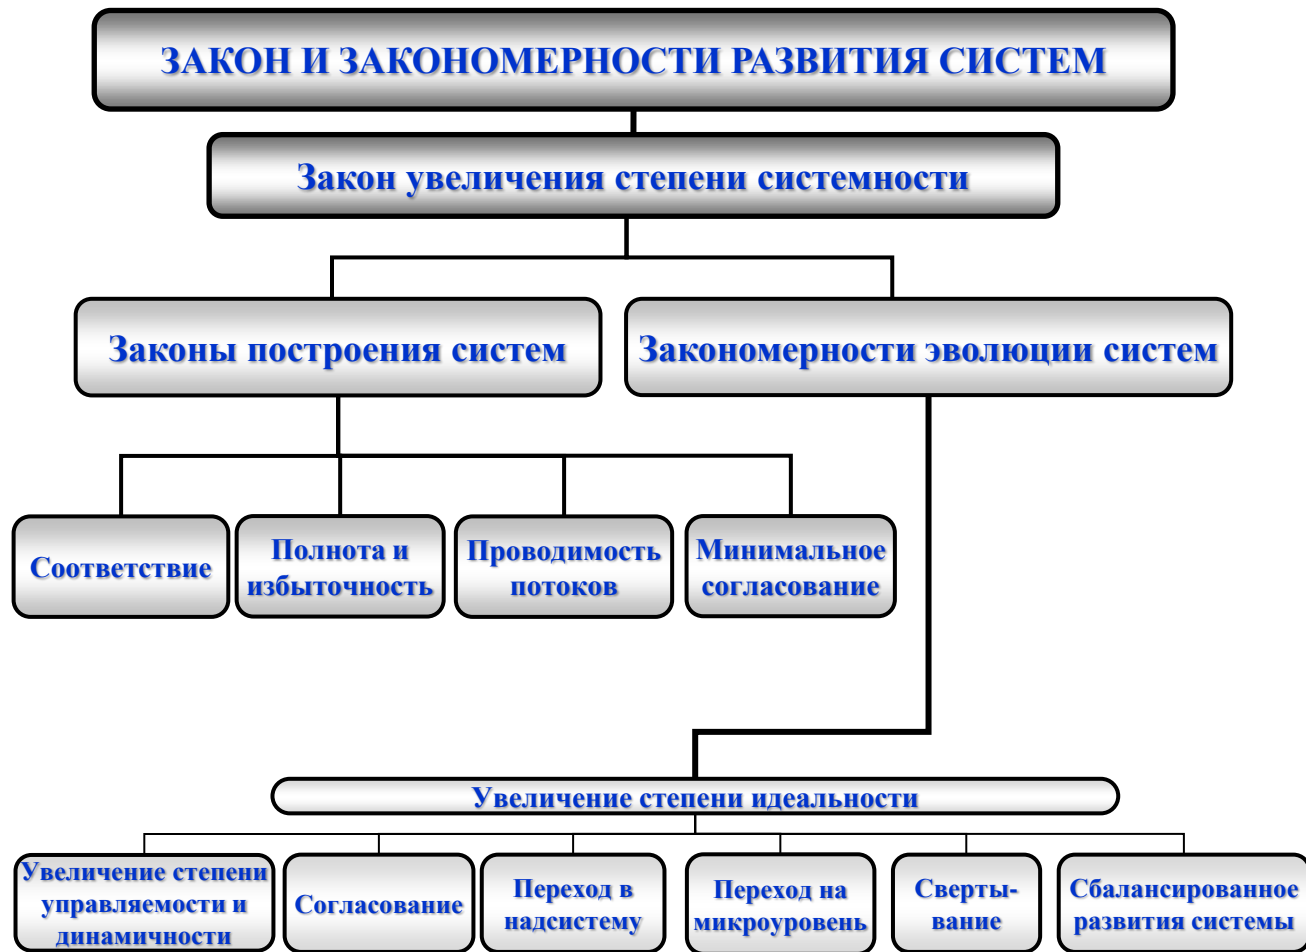 ЗАКОН И ЗАКОНОМЕРНОСТИ РАЗВИТИЯ СИСТЕМ
Закон увеличения степени системности
Законы построения систем
Закономерности эволюции систем
Соответствие
Полнота и
избыточность
Проводимость
потоков
Минимальное
согласование
Увеличение степени идеальности
Увеличение степени
управляемости и
динамичности
Согласование
Переход в
надсистему
Переход на
микроуровень
Сверты-
вание
Сбалансированное
развития системы